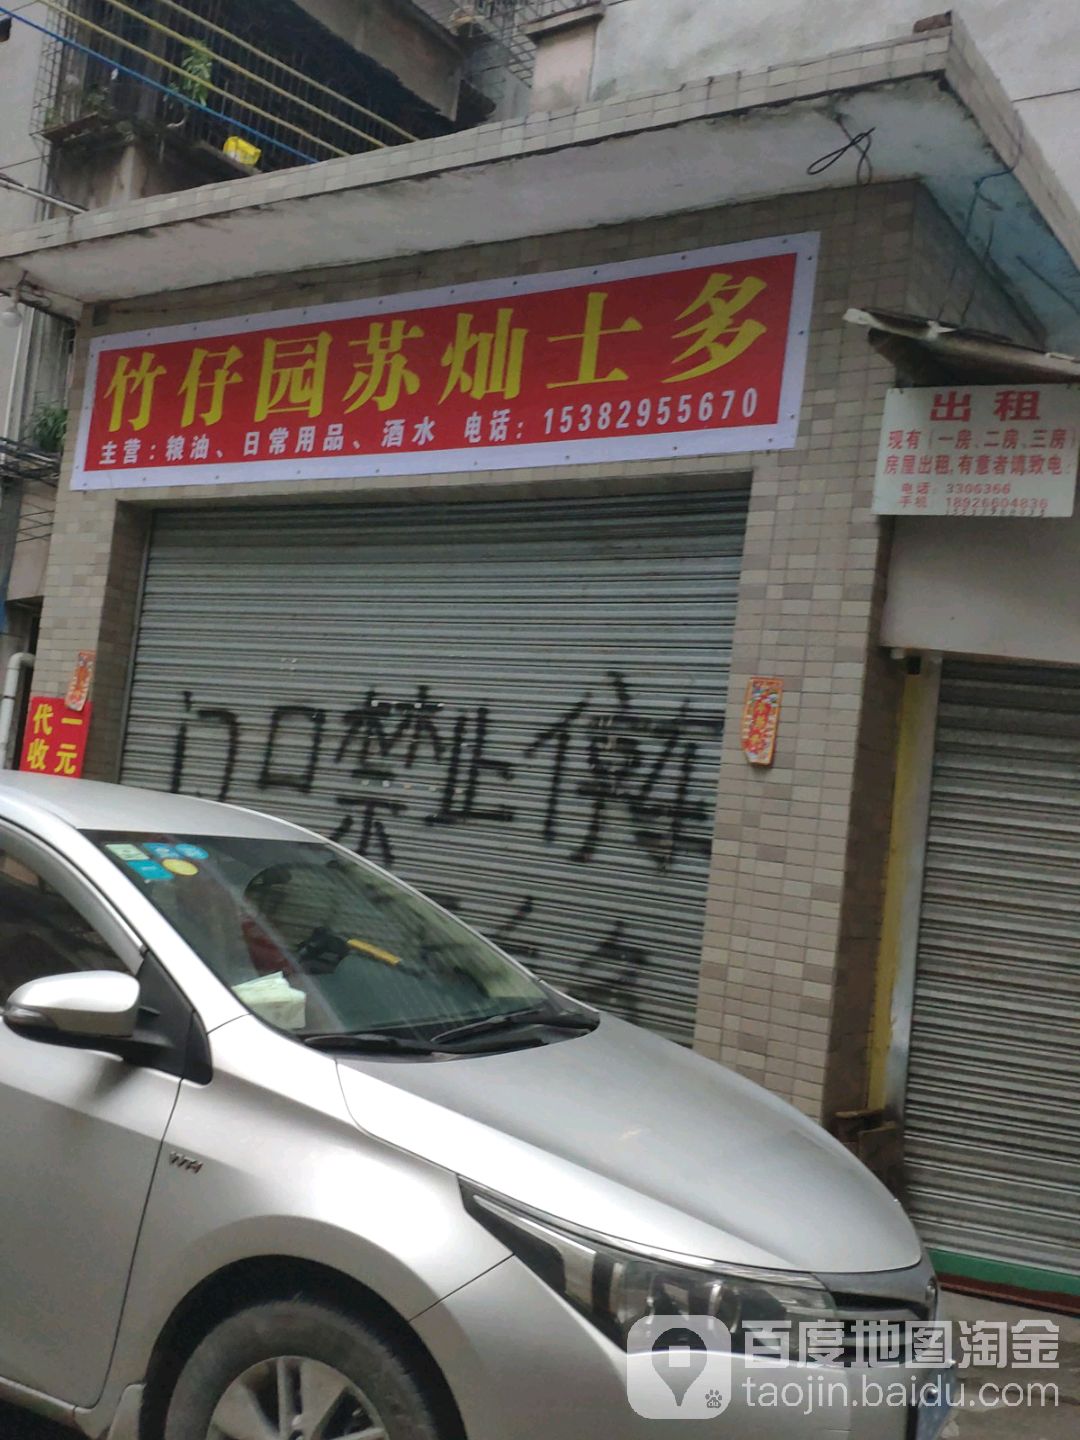 竹仔园苏灿士多
主营：粮油、日常用品、酒水 电话：15382955670
出租
现有（一房、二房、三房）
房屋出租，有意者请致电：
电话：3306366
手机：18926604836
门口禁止停车
代收
一元
百度地图淘金
taojin.baidu.com